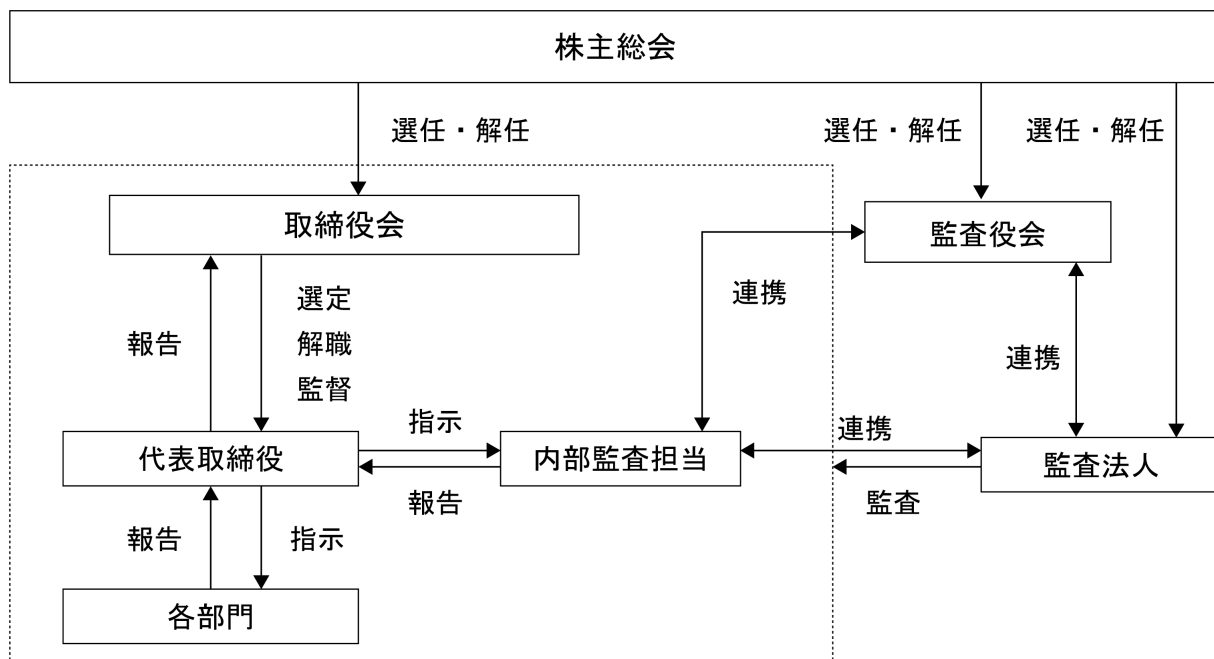 株主総会
選任・解任
選任・解任
選任・解任
取締役会
監査役会
連携
選定
解職
監督
報告
連携
指示
連携
代表取締役
内部監査担当
監査法人
報告
監査
報告
指示
各部門